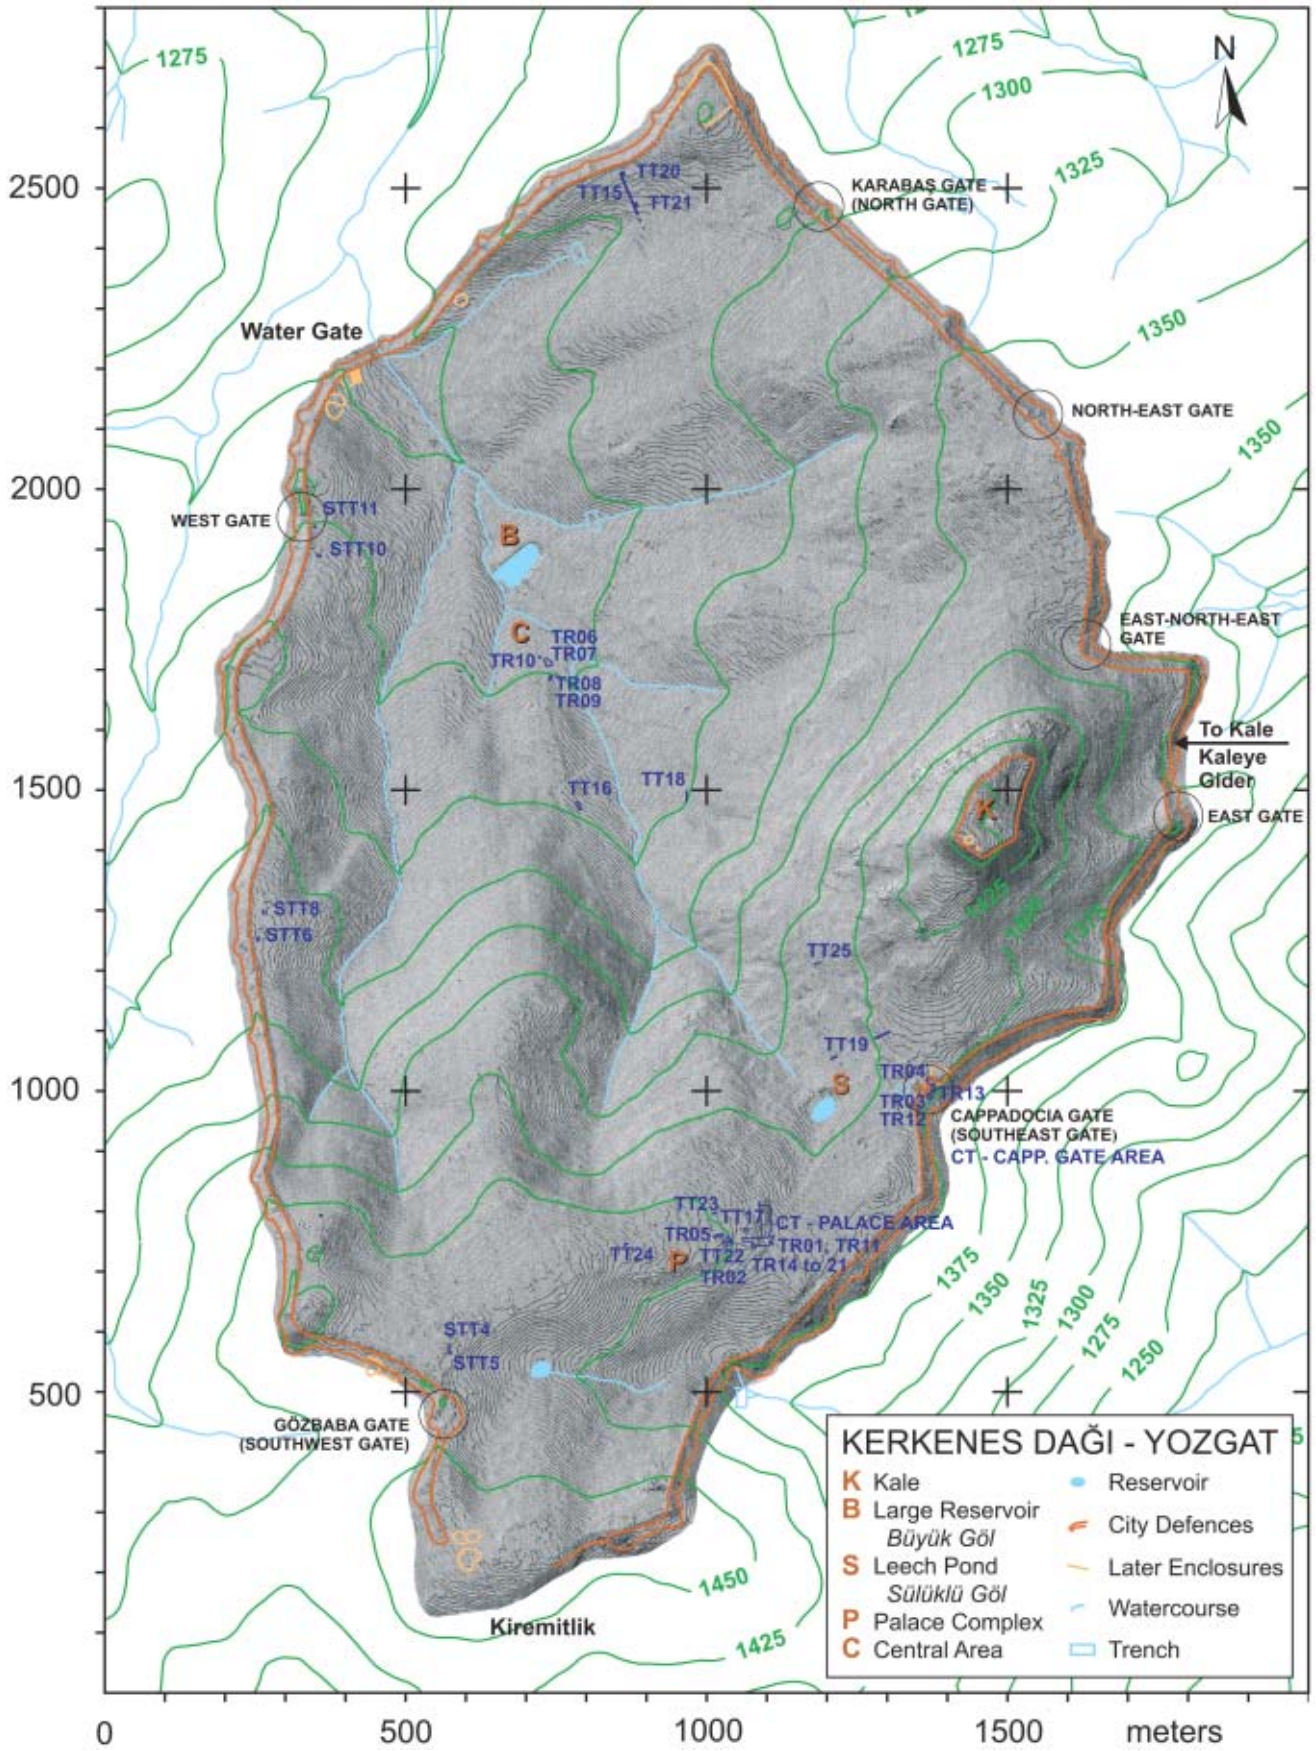 1275
1275
N
1300
1325
2500
TT20
TT15
TT21
KARABAŞ GATE
(NORTH GATE)
Water Gate
1350
NORTH-EAST GATE
1350
2000
STT11
WEST GATE
STT10
B
C
TR06
TR07
TR10
TR08
TR09
EAST-NORTH-EAST
GATE
To Kale
Kaleye
Gider
1500
TT18
TT16
K
EAST GATE
1425
STT8
STT6
TT25
TT19
1000
S
TR04
TR13
TR03
TR12
CAPPADOCIA GATE
(SOUTHEAST GATE)
CT - CAPP. GATE AREA
TT23
TT17
CT - PALACE AREA
TR05
TR01, TR11
TT24
P
TT22
TR14 to 21
TR02
1375
1350
1325
1300
1275
1250
STT4
STT5
500
GÖZBABA GATE
(SOUTHWEST GATE)
1450
1425
Kiremitlik
KERKENES DAĞI - YOZGAT
K Kale
B Large Reservoir
Büyük Göl
S Leech Pond
Sülüklü Göl
P Palace Complex
C Central Area
Reservoir
City Defences
Later Enclosures
Watercourse
Trench
0 500 1000 1500 meters